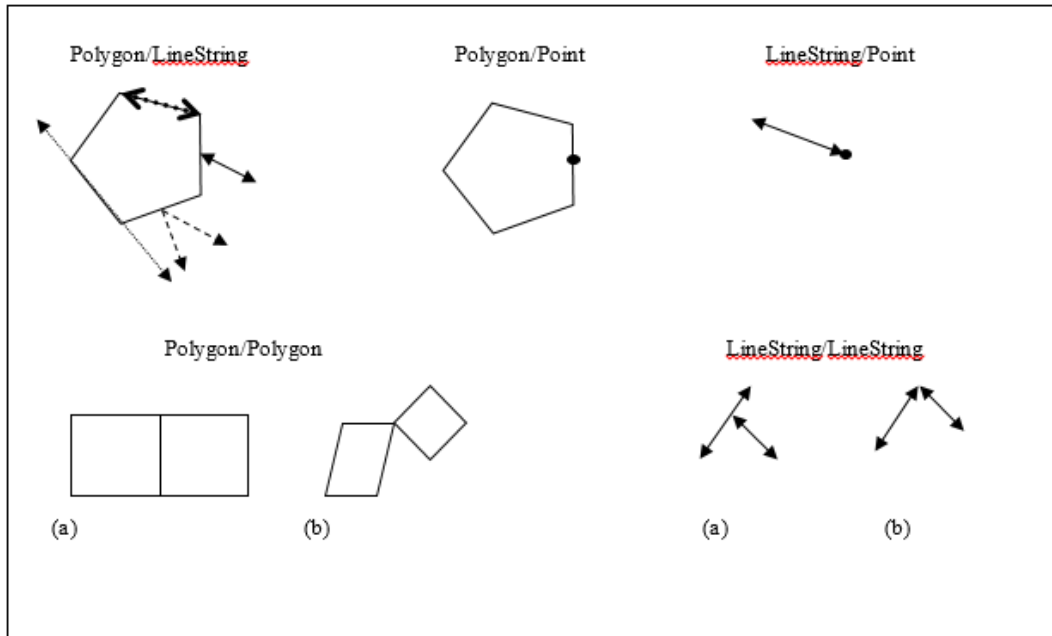 Polygon/LineString
Polygon/Point
LineString/Point
Polygon/Polygon
LineString/LineString
(a)
(b)
(a)
(b)